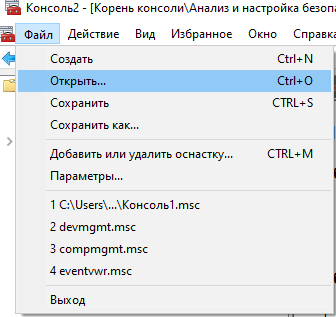 Консоль2 - [Корень консоли\Анализ и настройка безопа
Файл Действие Вид Избранное Окно Справка
Создать Ctrl+N
Открыть... Ctrl+O
Сохранить CTRL+S
Сохранить как...
Добавить или удалить оснастку... CTRL+M
Параметры...
1 C:\Users\...\Консоль1.msc
2 devmgmt.msc
3 compmgmt.msc
4 eventvwr.msc
Выход